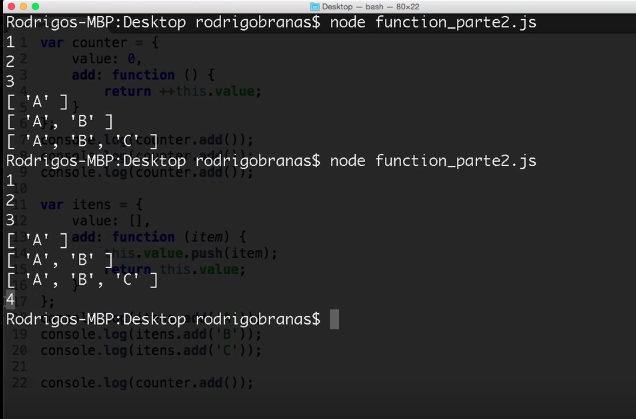 Desktop — bash — 80×22
Rodrigos-MBP:Desktop rodrigobranas$ node function_parte2.js
1
2
3
[ 'A' ]
[ 'A', 'B' ]
[ 'A', 'B', 'C' ]
Rodrigos-MBP:Desktop rodrigobranas$ node function_parte2.js
1
2
3
[ 'A' ]
[ 'A', 'B' ]
[ 'A', 'B', 'C' ]
4
Rodrigos-MBP:Desktop rodrigobranas$
var counter = {
value: 0,
add: function () {
return ++this.value;
}
console.log(counter.add());
console.log(counter.add());
10
11 var itens = {
12 value: [],
add: function (item) {
this.value.push(item);
return this.value;
}
17 };
19 console.log(itens.add('B'));
20 console.log(itens.add('C'));
21
22 console.log(counter.add());